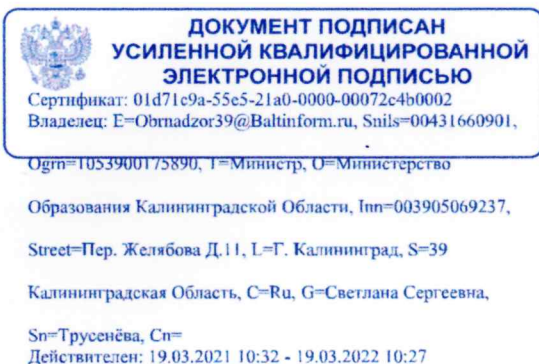 ДОКУМЕНТ ПОДПИСАН
УСИЛЕННОЙ КВАЛИФИЦИРОВАННОЙ
ЭЛЕКТРОННОЙ ПОДПИСЬЮ
Сертификат: 01d71c9a-55e5-21a0-0000-00072c4b0002
Владелец: E=Obrnadzor39@Baltinform.ru, Snils=00431660901,
Ogrn=1053900175890, T=Министр, O=Министерство
Образования Калининградской Области, Inn=003905069237,
Street=Пер. Желябова Д.11, L=Г. Калининград, S=39
Калининградская Область, C=Ru, G=Светлана Сергеевна,
Sn=Трусенёва, Cn=
Действителен: 19.03.2021 10:32 - 19.03.2022 10:27